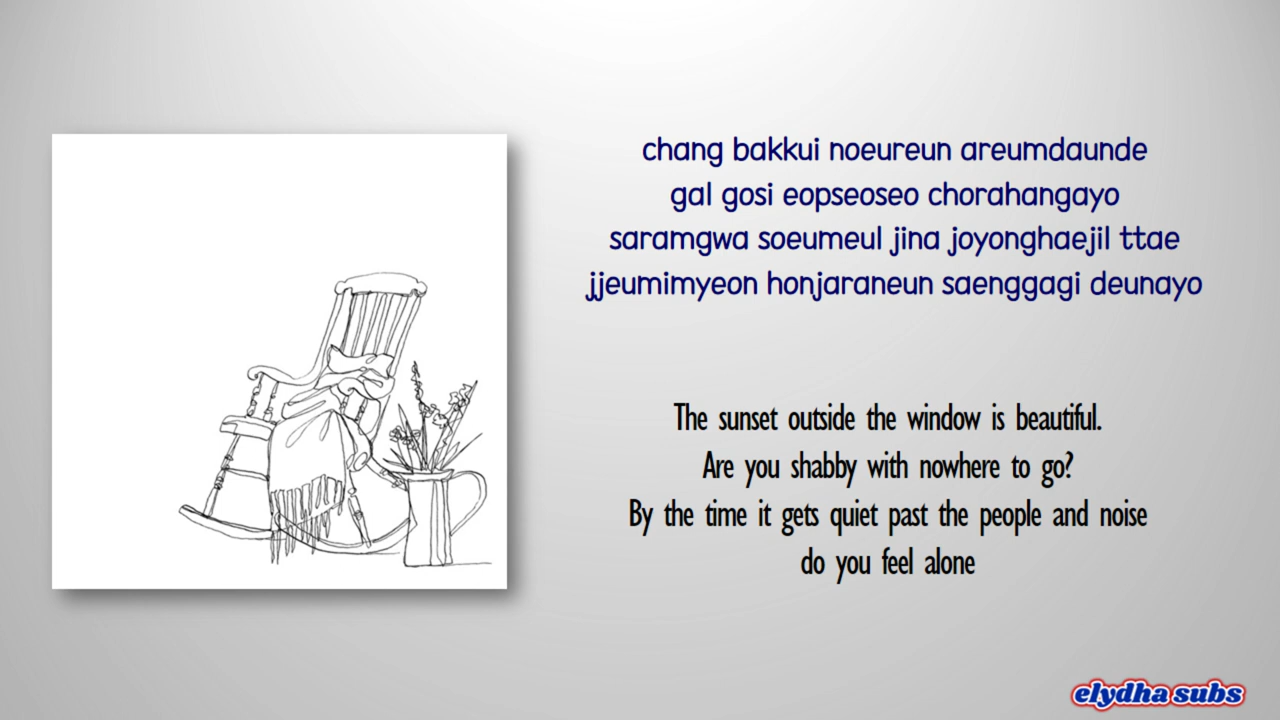 chang bakkui noeureun areumdaunde
gal gosi eopseoseo chorahangayo
saramgwa soeumeul jina joyonghaejil ttae
jjeumimyeon honjaraneun saenggagi deunayo
The sunset outside the window is beautiful.
Are you shabby with nowhere to go?
By the time it gets quiet past the people and noise
do you feel alone
elydha subs